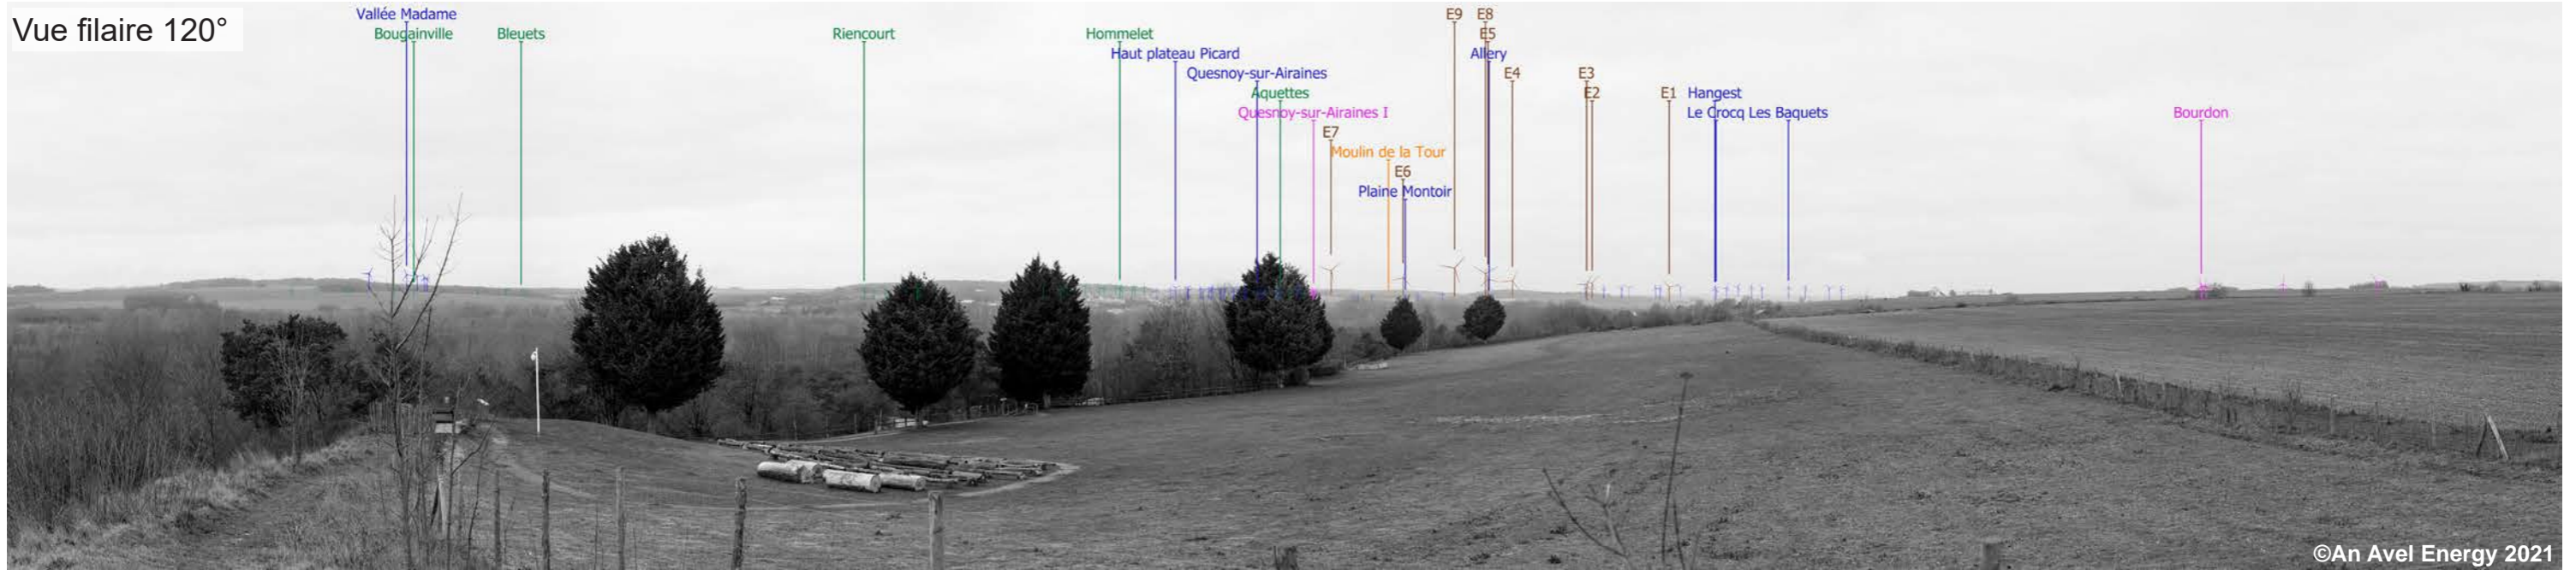 Vue filaire 120°
Vallée Madame
Bougainville
Bleuets
Riencourt
Hommelet
Haut plateau Picard
Quesnoy-sur-Airaines
Aquettes
Quesnoy-sur-Airaines I
E7
Moulin de la Tour
E6
Plaine Montoir
E9
E8
E5
Allery
E4
E3
E2
E1
Hangest
Le Crocq Les Baquets
Bourdon
©An Avel Energy 2021